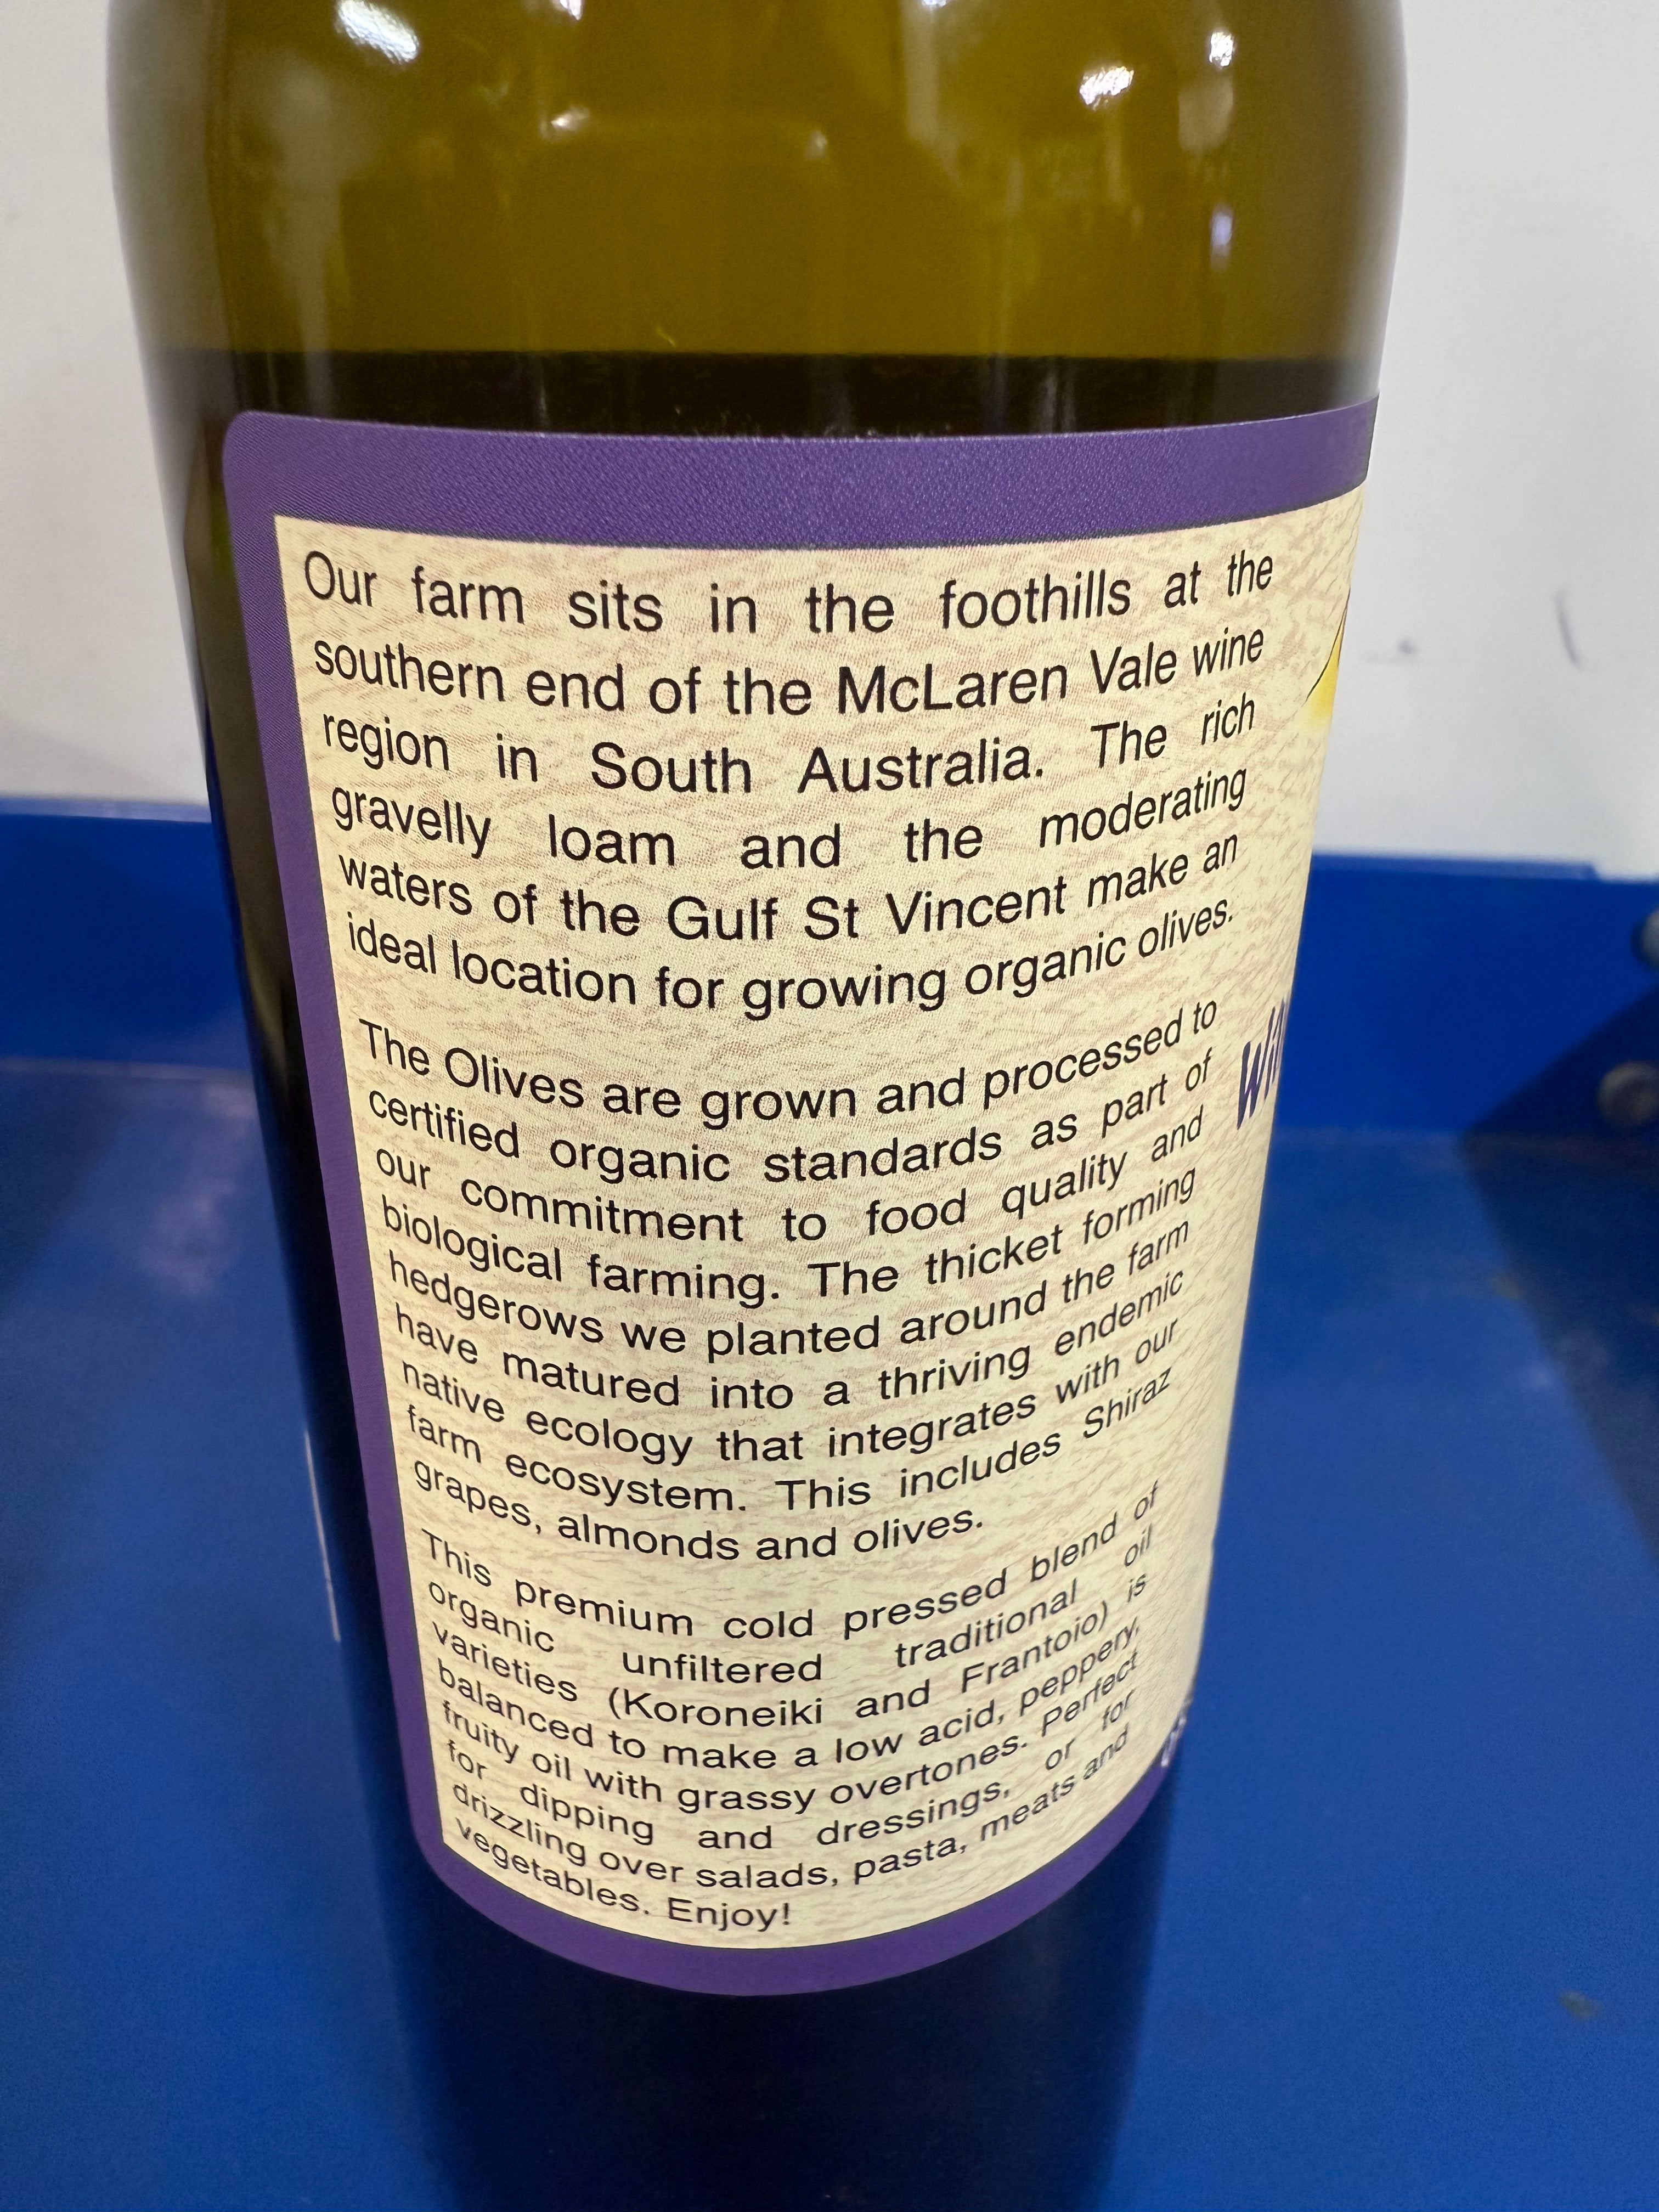 Our farm sits in the foothills at the
southern end of the McLaren Vale wine
region in South Australia. The rich
gravelly loam and the moderating
waters of the Gulf St Vincent make an
ideal location for growing organic olives.
The Olives are grown and processed to
certified organic standards as part of
our commitment to food quality and
biological farming. The thicket forming
hedgerows we planted around the farm
have matured into a thriving endemic
native ecology that integrates with our
farm ecosystem. This includes Shiraz
grapes, almonds and olives.
This premium cold pressed blend of
organic unfiltered traditional oil
varieties (Koroneiki and Frantoio) is
balanced to make a low acid, peppery,
fruity oil with grassy overtones. Perfect
for dipping and dressings, or for
drizzling over salads, pasta, meats and
vegetables. Enjoy!